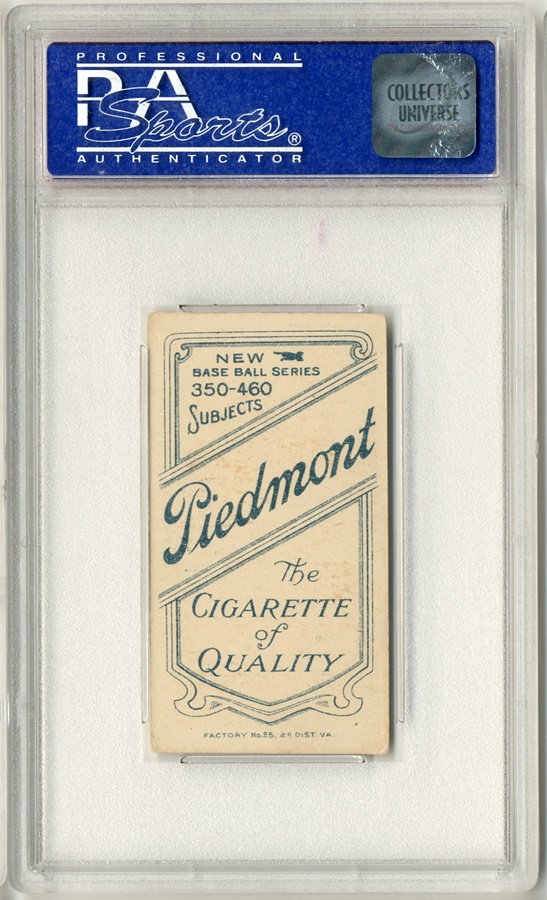 PROFESSIONAL
PSA
Sports®
AUTHENTICATOR
COLLECTORS
UNIVERSE
NEW
BASE BALL SERIES
350-460
SUBJECTS
Piedmont
The
CIGARETTE
of
QUALITY
FACTORY No. 25. 2D DIST. VA.